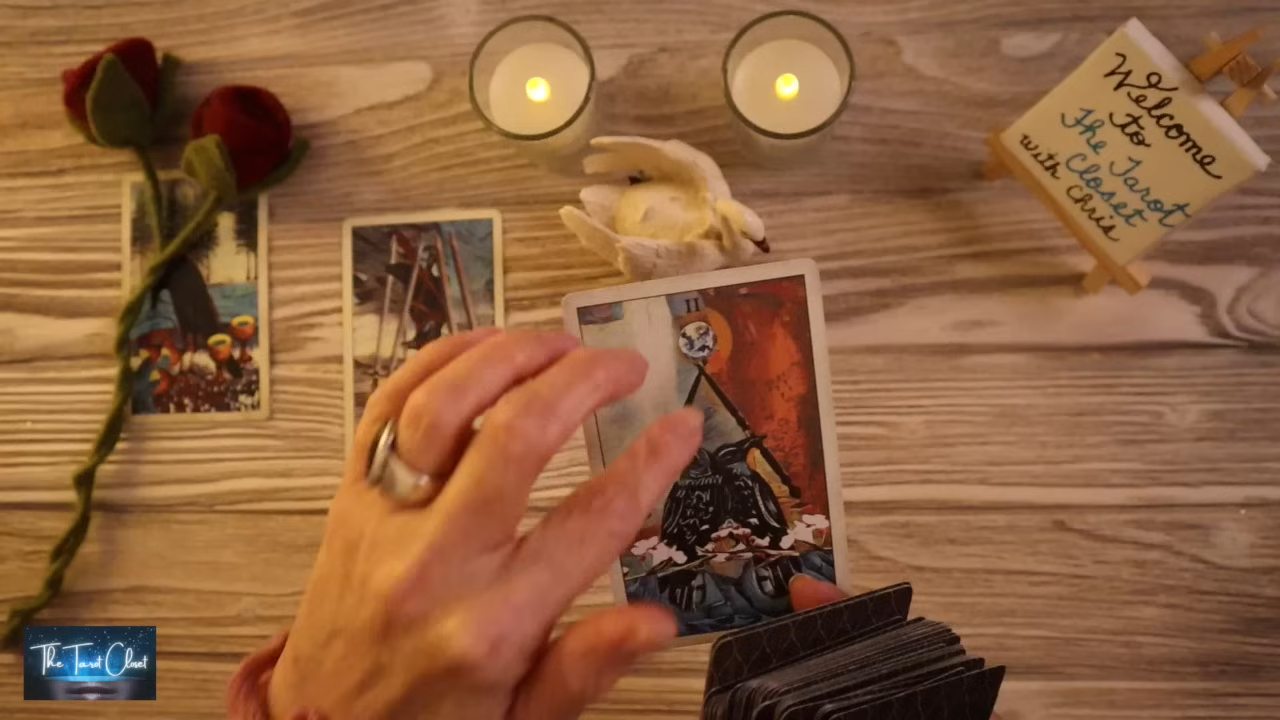 II
Welcome
to
The Tarot
Closet
with Chris
The Tarot Closet